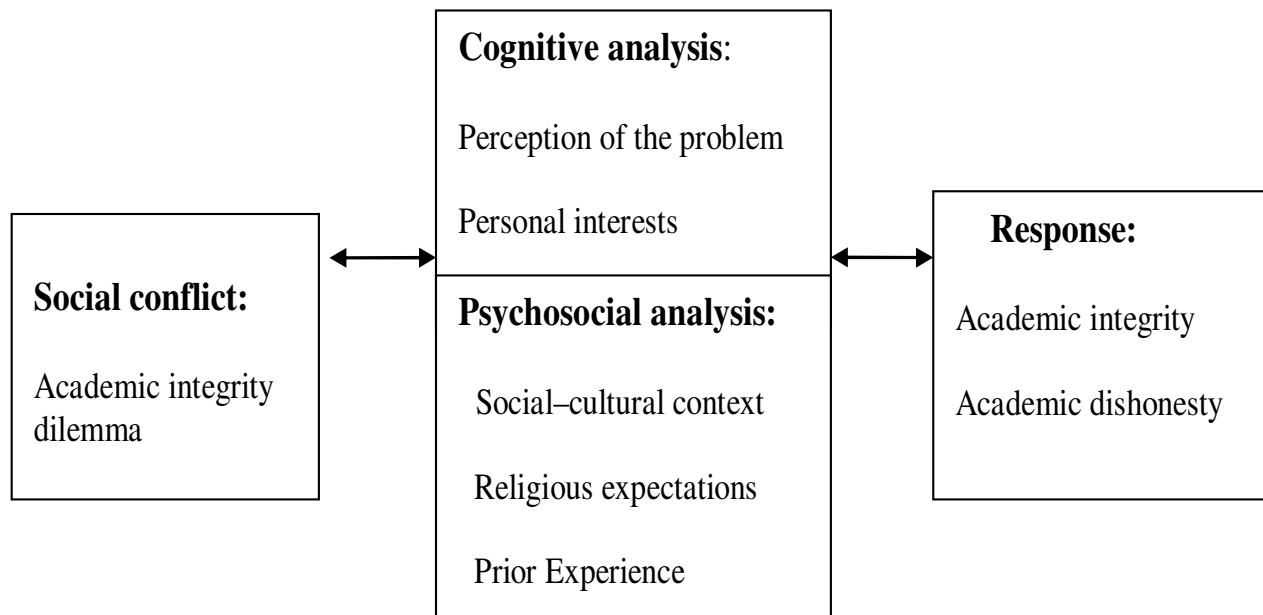 Social conflict:
Academic integrity
dilemma
Cognitive analysis:
Perception of the problem
Personal interests
Psychosocial analysis:
Social–cultural context
Religious expectations
Prior Experience
Response:
Academic integrity
Academic dishonesty